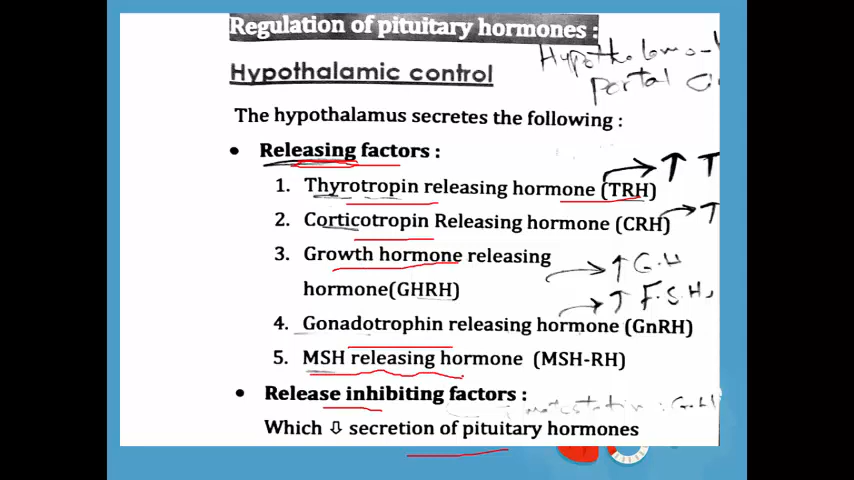 Regulation of pituitary hormones :
Hypothalamic control
portal
The hypothalamus secretes the following :
• Releasing factors :
1. Thyrotropin releasing hormone (TRH) → ↑ T
2. Corticotropin Releasing hormone (CRH) → ↑
3. Growth hormone releasing
hormone(GHRH) → ↑ G.H
4. Gonadotrophin releasing hormone (GnRH) → ↑ F.S.H,
5. MSH releasing hormone (MSH-RH)
• Release inhibiting factors :
Which ⇩ secretion of pituitary hormones